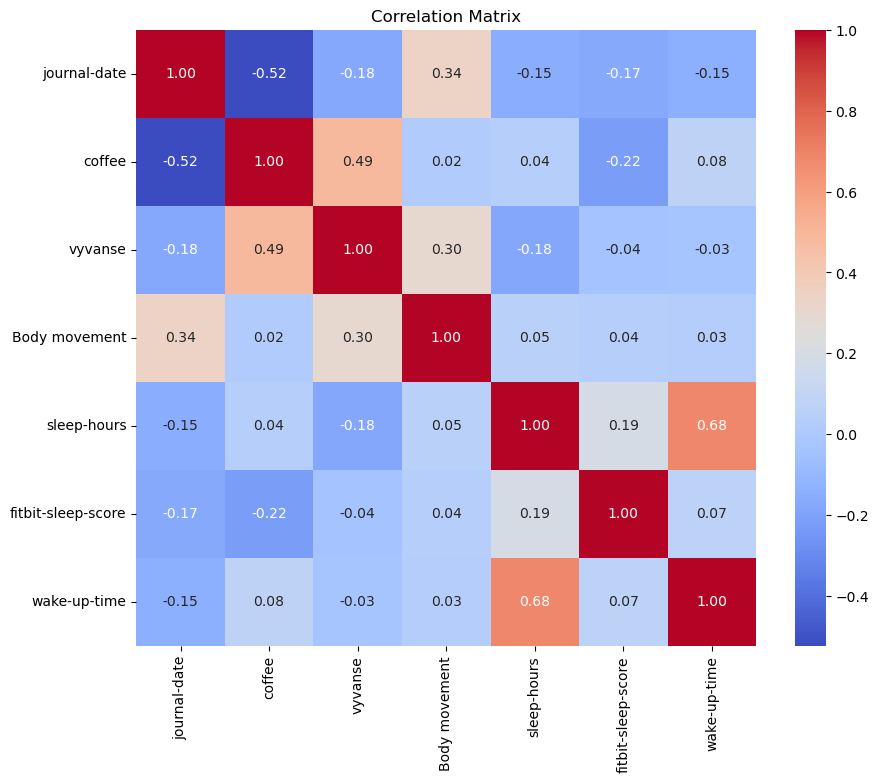 Correlation Matrix
journal-date 1.00 -0.52 -0.18 0.34 -0.15 -0.17 -0.15
coffee -0.52 1.00 0.49 0.02 0.04 -0.22 0.08
vyvanse -0.18 0.49 1.00 0.30 -0.18 -0.04 -0.03
Body movement 0.34 0.02 0.30 1.00 0.05 0.04 0.03
sleep-hours -0.15 0.04 -0.18 0.05 1.00 0.19 0.68
fitbit-sleep-score -0.17 -0.22 -0.04 0.04 0.19 1.00 0.07
wake-up-time -0.15 0.08 -0.03 0.03 0.68 0.07 1.00
journal-date
coffee
vyvanse
Body movement
sleep-hours
fitbit-sleep-score
wake-up-time
1.0
0.8
0.6
0.4
0.2
0.0
−0.2
−0.4